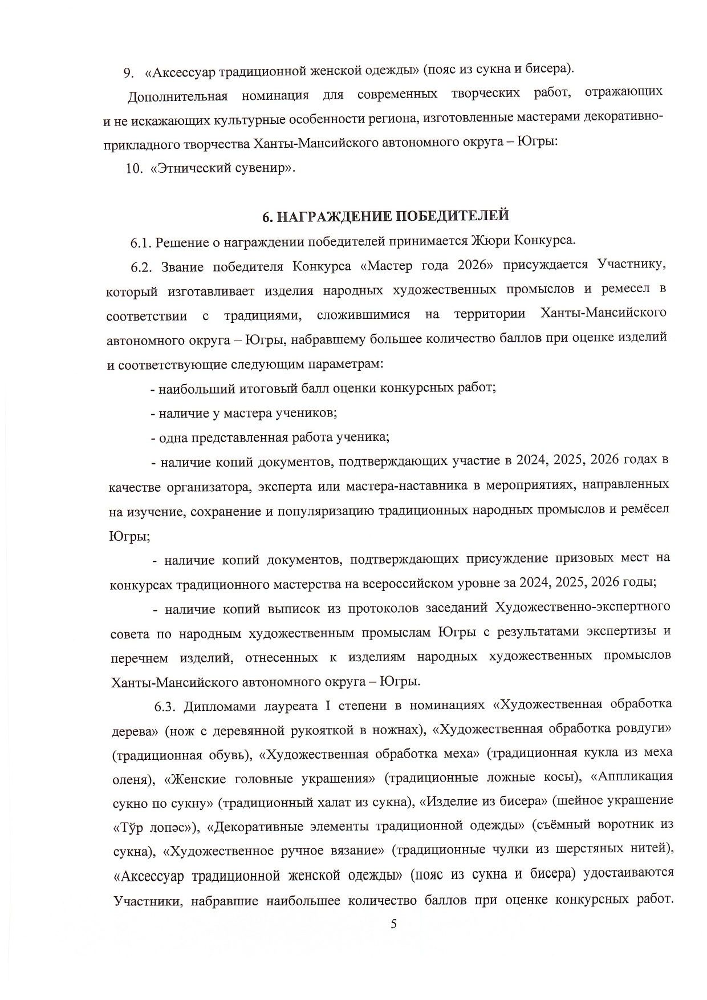 9. «Аксессуар традиционной женской одежды» (пояс из сукна и бисера).
Дополнительная номинация для современных творческих работ, отражающих
и не искажающих культурные особенности региона, изготовленные мастерами декоративно-
прикладного творчества Ханты-Мансийского автономного округа – Югры:
10. «Этнический сувенир».
6. НАГРАЖДЕНИЕ ПОБЕДИТЕЛЕЙ
6.1. Решение о награждении победителей принимается Жюри Конкурса.
6.2. Звание победителя Конкурса «Мастер года 2026» присуждается Участнику,
который изготавливает изделия народных художественных промыслов и ремесел в
соответствии с традициями, сложившимися на территории Ханты-Мансийского
автономного округа – Югры, набравшему большее количество баллов при оценке изделий
и соответствующие следующим параметрам:
- наибольший итоговый балл оценки конкурсных работ;
- наличие у мастера учеников;
- одна представленная работа ученика;
- наличие копий документов, подтверждающих участие в 2024, 2025, 2026 годах в
качестве организатора, эксперта или мастера-наставника в мероприятиях, направленных
на изучение, сохранение и популяризацию традиционных народных промыслов и ремёсел
Югры;
- наличие копий документов, подтверждающих присуждение призовых мест на
конкурсах традиционного мастерства на всероссийском уровне за 2024, 2025, 2026 годы;
- наличие копий выписок из протоколов заседаний Художественно-экспертного
совета по народным художественным промыслам Югры с результатами экспертизы и
перечнем изделий, отнесенных к изделиям народных художественных промыслов
Ханты-Мансийского автономного округа – Югры.
6.3. Дипломами лауреата I степени в номинациях «Художественная обработка
дерева» (нож с деревянной рукояткой в ножнах), «Художественная обработка ровдуги»
(традиционная обувь), «Художественная обработка меха» (традиционная кукла из меха
оленя), «Женские головные украшения» (традиционные ложные косы), «Аппликация
сукно по сукну» (традиционный халат из сукна), «Изделие из бисера» (шейное украшение
«Тўр ԓопәс»), «Декоративные элементы традиционной одежды» (съёмный воротник из
сукна), «Художественное ручное вязание» (традиционные чулки из шерстяных нитей),
«Аксессуар традиционной женской одежды» (пояс из сукна и бисера) удостаиваются
Участники, набравшие наибольшее количество баллов при оценке конкурсных работ.
5